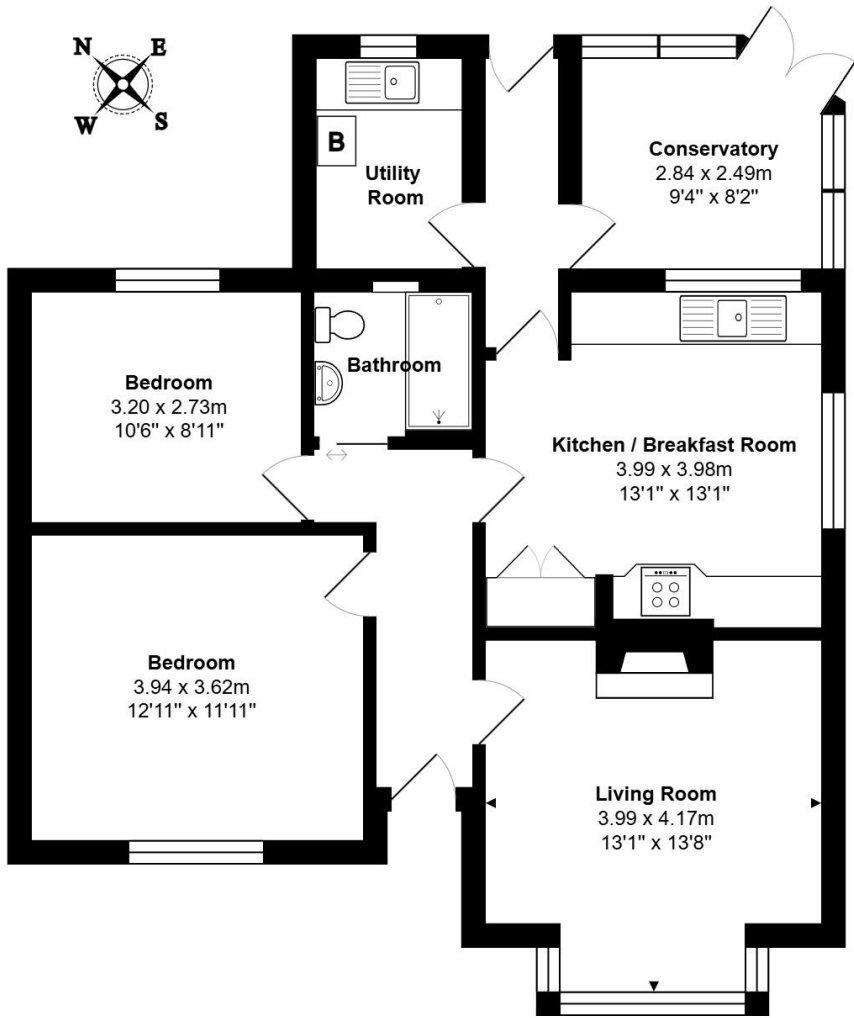 N E
W S
B
Utility
Room
Conservatory
2.84 x 2.49m
9'4" x 8'2"
Bedroom
3.20 x 2.73m
10'6" x 8'11"
Bathroom
Kitchen / Breakfast Room
3.99 x 3.98m
13'1" x 13'1"
Bedroom
3.94 x 3.62m
12'11" x 11'11"
Living Room
3.99 x 4.17m
13'1" x 13'8"